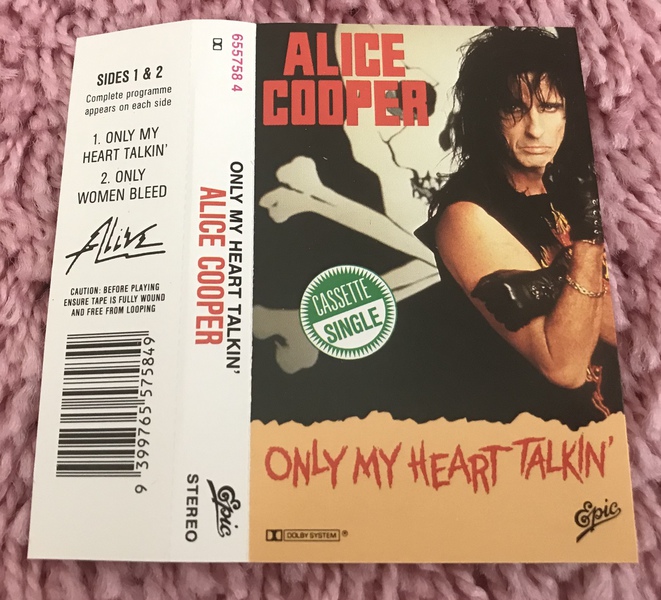 SIDES 1 & 2
Complete programme
appears on each side
1. ONLY MY
HEART TALKIN'
2. ONLY
WOMEN BLEED
Alice
CAUTION: BEFORE PLAYING
ENSURE TAPE IS FULLY WOUND
AND FREE FROM LOOPING
9 399765 575849
655758 4
ONLY MY HEART TALKIN'
ALICE COOPER
Epic
STEREO
ALICE
COOPER
CASSETTE
SINGLE
ONLY MY HEART TALKIN'
DOLBY SYSTEM ®
Epic